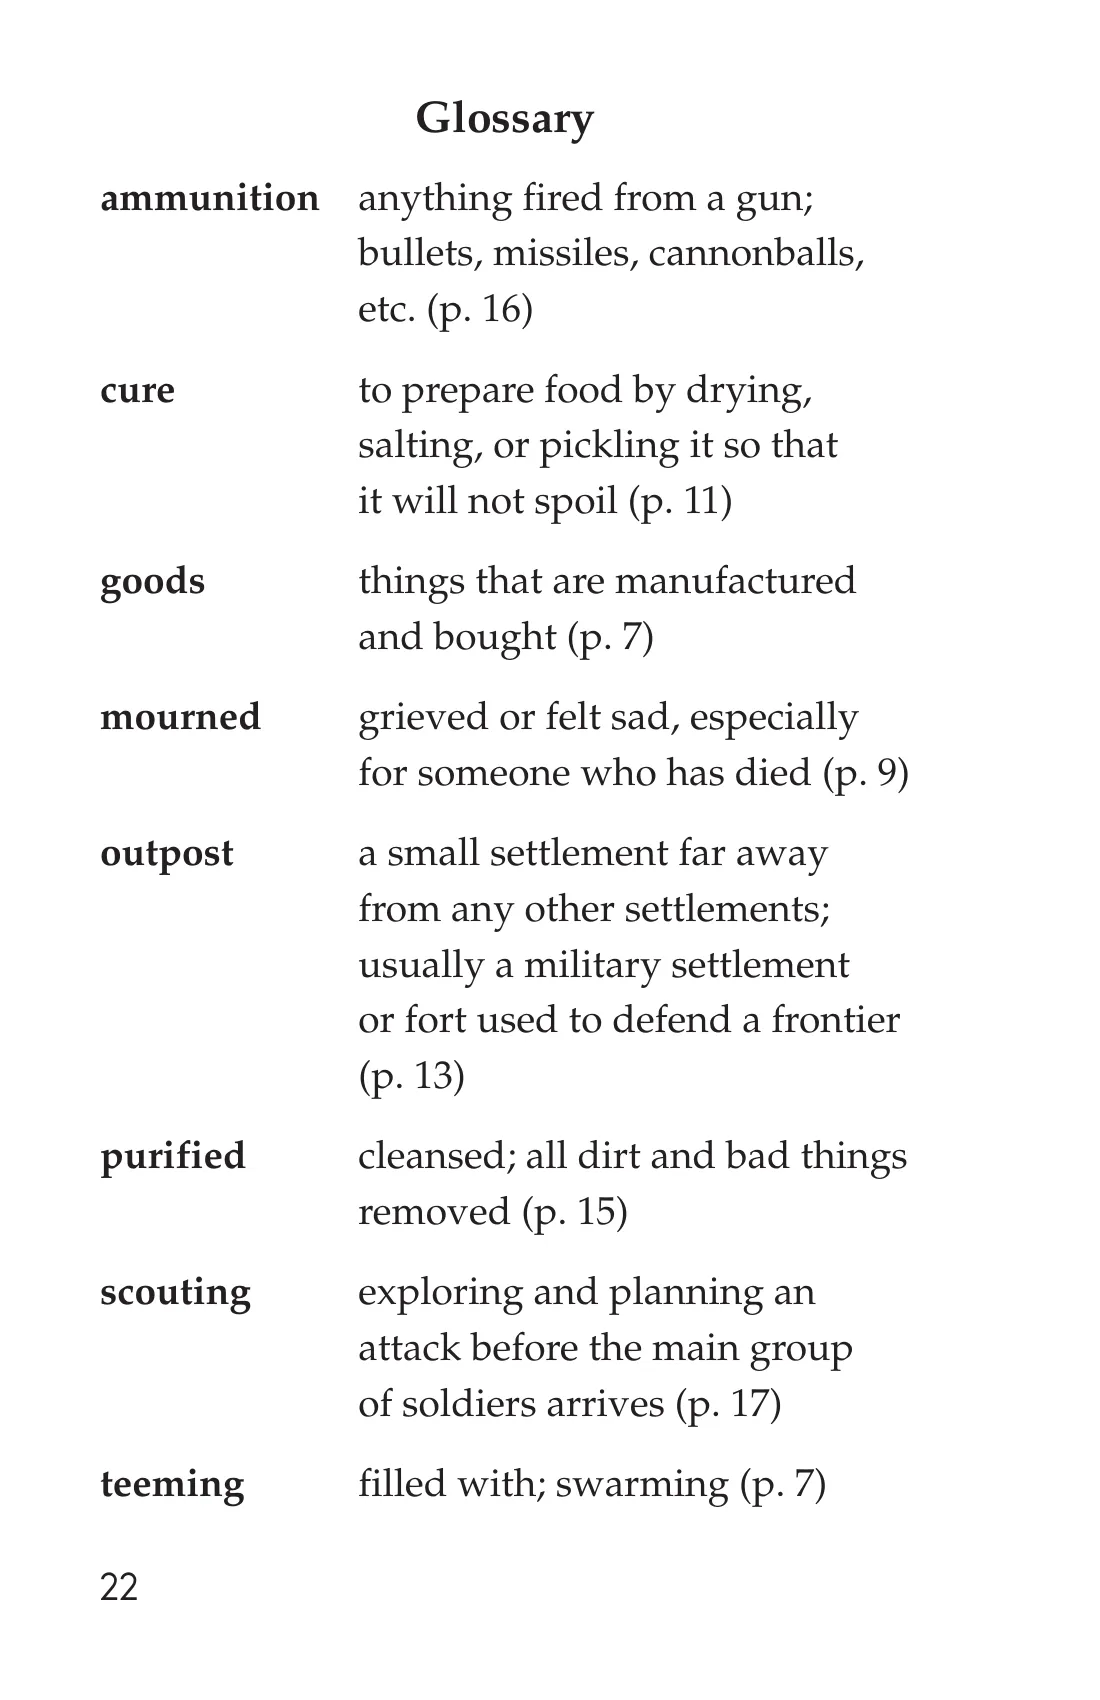 Glossary
ammunition anything fired from a gun;
bullets, missiles, cannonballs,
etc. (p. 16)
cure to prepare food by drying,
salting, or pickling it so that
it will not spoil (p. 11)
goods things that are manufactured
and bought (p. 7)
mourned grieved or felt sad, especially
for someone who has died (p. 9)
outpost a small settlement far away
from any other settlements;
usually a military settlement
or fort used to defend a frontier
(p. 13)
purified cleansed; all dirt and bad things
removed (p. 15)
scouting exploring and planning an
attack before the main group
of soldiers arrives (p. 17)
teeming filled with; swarming (p. 7)
22